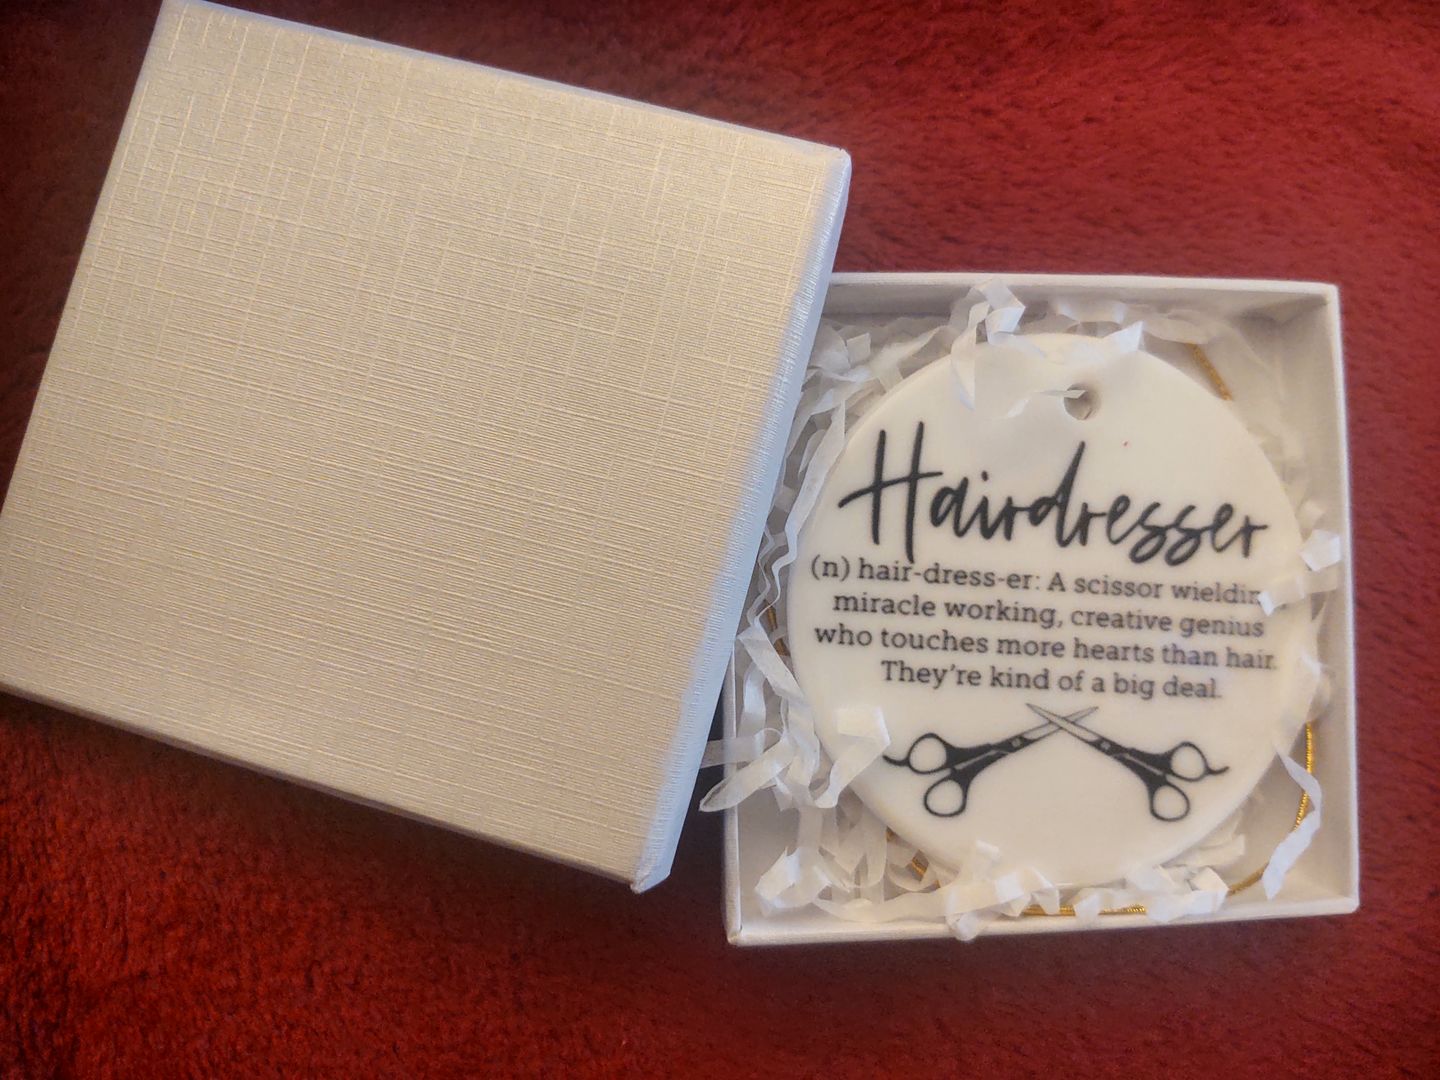 Hairdresser
(n) hair-dress-er: A scissor wieldin
miracle working, creative genius
who touches more hearts than hair.
They're kind of a big deal.